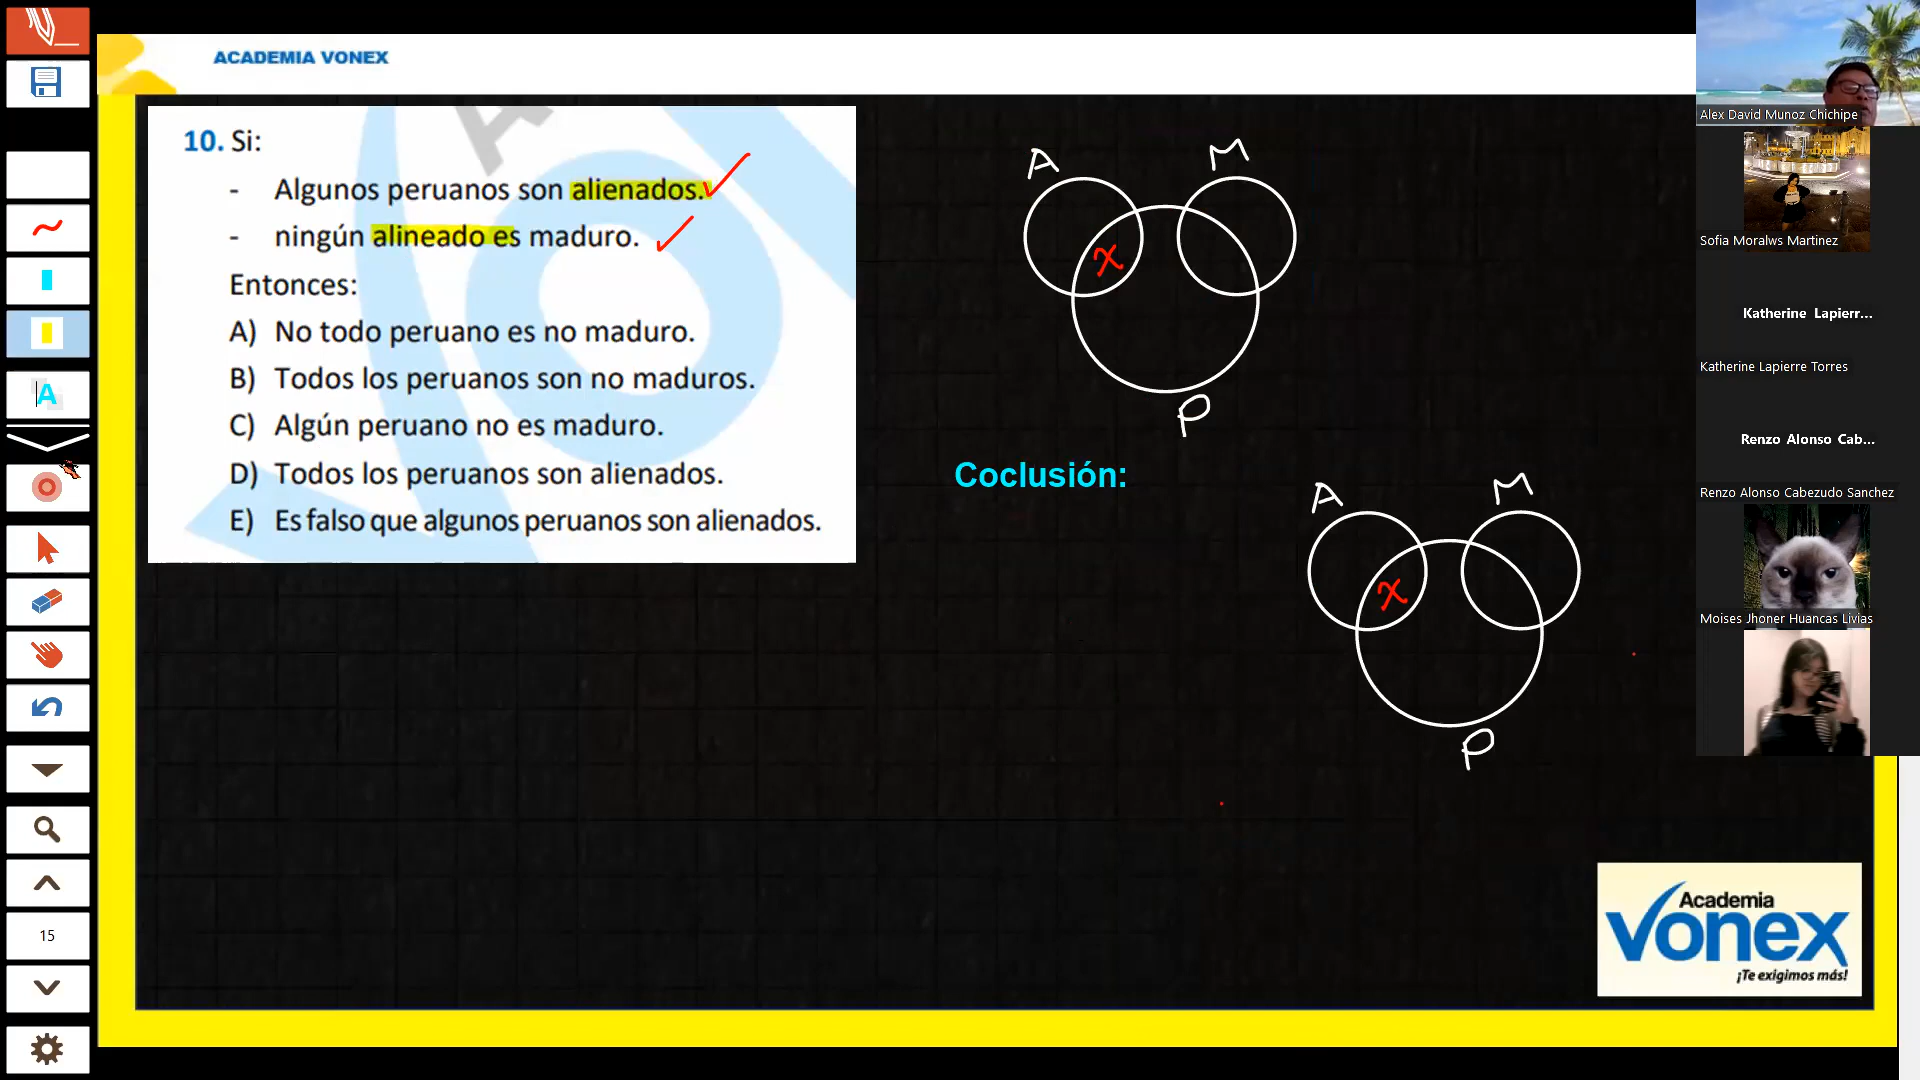 ACADEMIA VONEX
10. Si:
- Algunos peruanos son alienados.
- ningún alineado es maduro.
Entonces:
A) No todo peruano es no maduro.
B) Todos los peruanos son no maduros.
C) Algún peruano no es maduro.
D) Todos los peruanos son alienados.
E) Es falso que algunos peruanos son alienados.
A
M
x
P
Coclusión:
A
M
x
P
Alex David Munoz Chichipe
Sofia Moralws Martinez
Katherine Lapierr...
Katherine Lapierre Torres
Renzo Alonso Cab...
Renzo Alonso Cabezudo Sanchez
Moises Jhoner Huancas Livias
A
15
Academia
vonex
¡Te exigimos más!